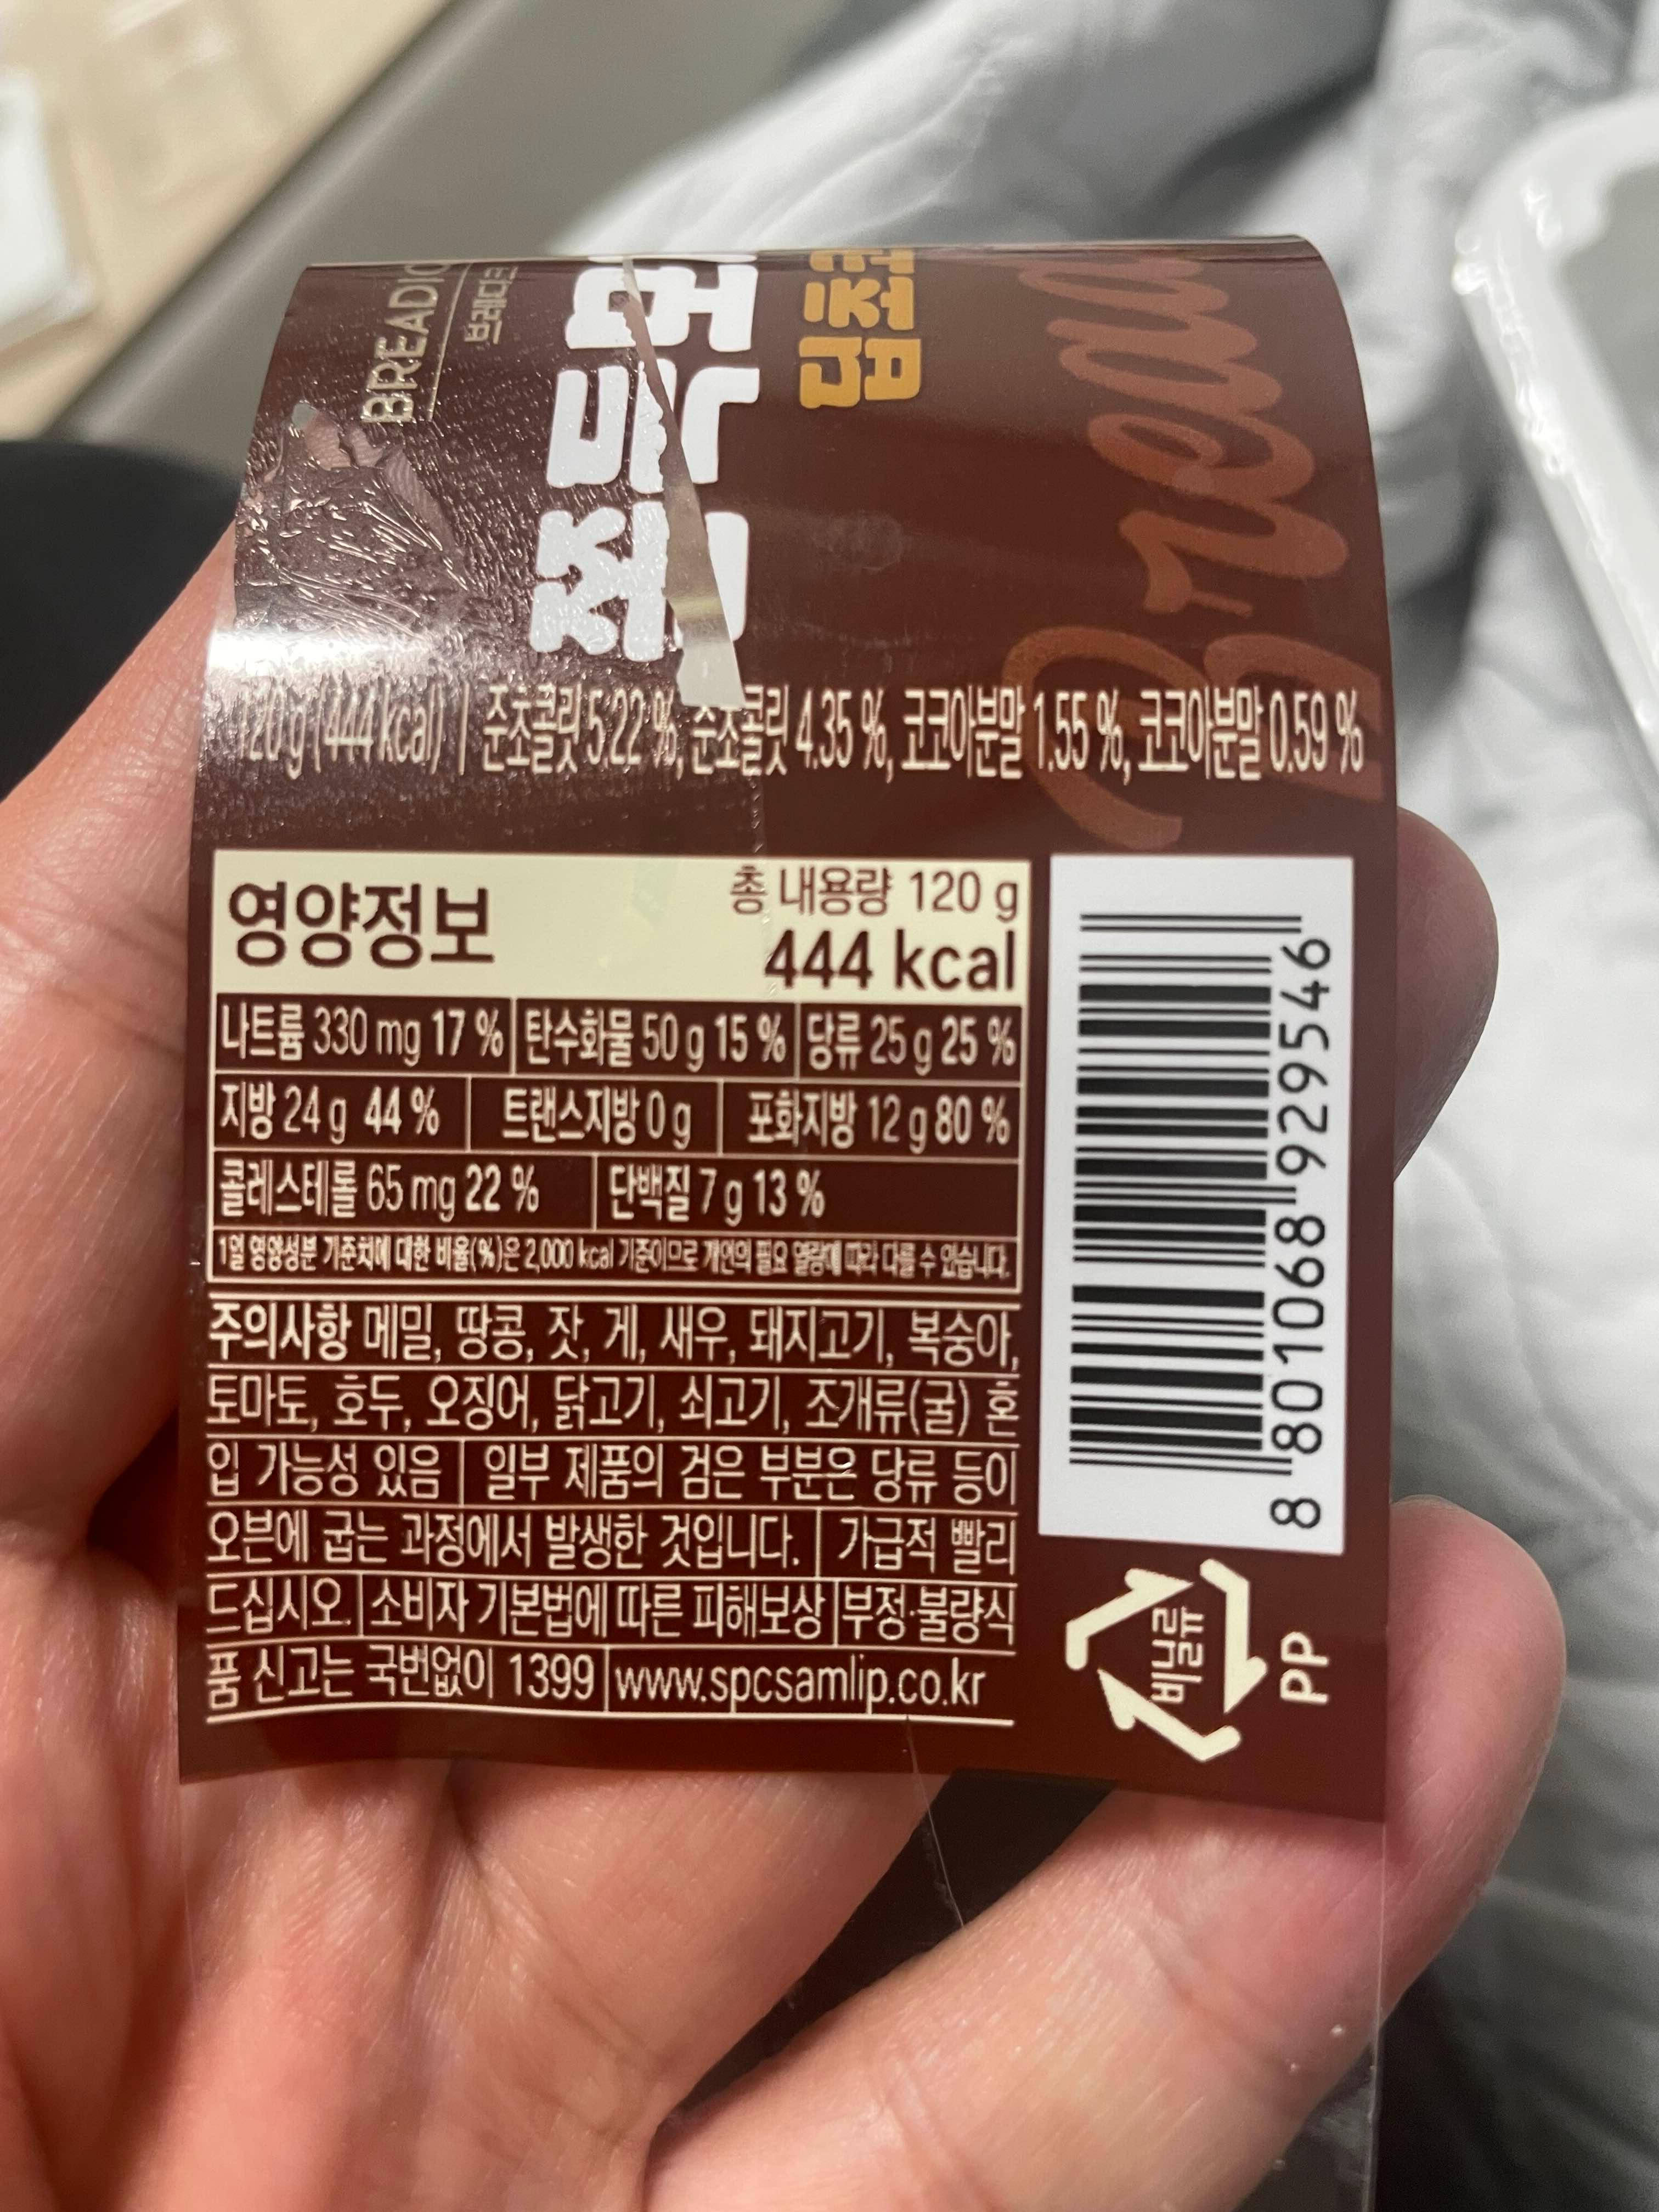 BREADI
브레디크
쫀득모
딥초코
Bread
120 g (444 kcal) | 준초콜릿 5.22 %, 준초콜릿 4.35 %, 코코아분말 1.55 %, 코코아분말 0.59 %
영양정보
총 내용량 120 g
444 kcal
나트륨 330 mg 17 % 탄수화물 50 g 15 % 당류 25 g 25 %
지방 24 g 44 % 트랜스지방 0 g 포화지방 12 g 80 %
콜레스테롤 65 mg 22 % 단백질 7 g 13 %
1일 영양성분 기준치에 대한 비율(%)은 2,000 kcal 기준이므로 개인의 필요 열량에 따라 다를 수 있습니다.
주의사항 메밀, 땅콩, 잣, 게, 새우, 돼지고기, 복숭아,
토마토, 호두, 오징어, 닭고기, 쇠고기, 조개류(굴) 혼
입 가능성 있음 | 일부 제품의 검은 부분은 당류 등이
오븐에 굽는 과정에서 발생한 것입니다. | 가급적 빨리
드십시오. | 소비자 기본법에 따른 피해보상 | 부정·불량식
품 신고는 국번없이 1399 | www.spcsamlip.co.kr
8 801068 929546
비닐류
PP